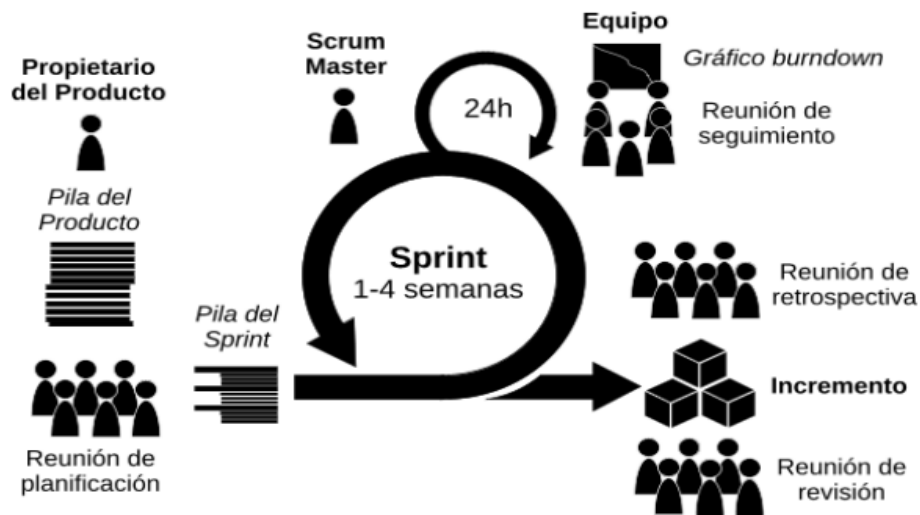 Propietario
del Producto
Pila del
Producto
Reunión de
planificación
Pila del
Sprint
Scrum
Master
24h
Sprint
1-4 semanas
Equipo
Gráfico burndown
Reunión de
seguimiento
Reunión de
retrospectiva
Incremento
Reunión de
revisión